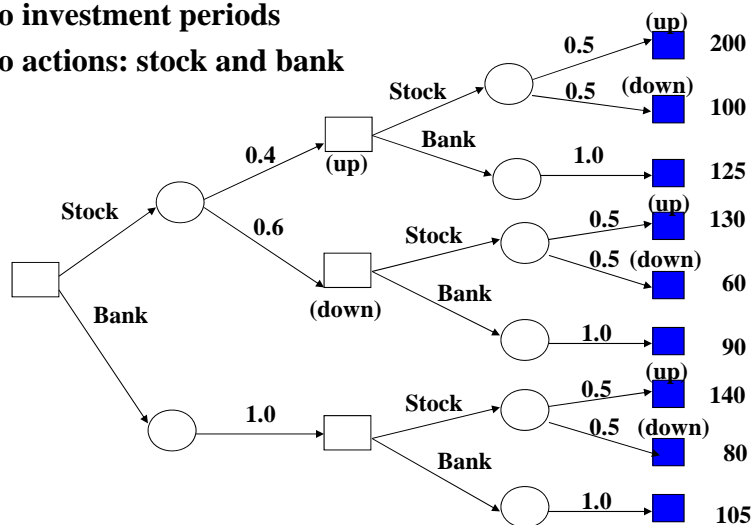 o investment periods
o actions: stock and bank
(up)
0.5
200
Stock
0.5
(down)
100
0.4
Bank
1.0
125
(up)
Stock
0.6
Stock
0.5
(up)
130
0.5
(down)
60
(down)
Bank
1.0
90
Bank
1.0
Stock
0.5
(up)
140
0.5
(down)
80
Bank
1.0
105